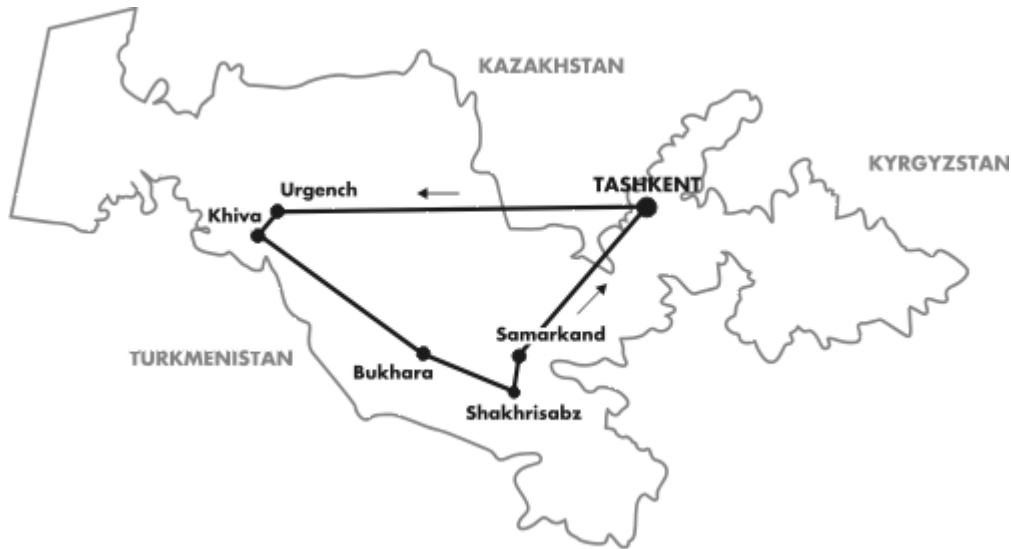 KAZAKHSTAN
KYRGYZSTAN
TASHKENT
Urgench
Khiva
Samarkand
TURKMENISTAN
Bukhara
Shakhrisabz